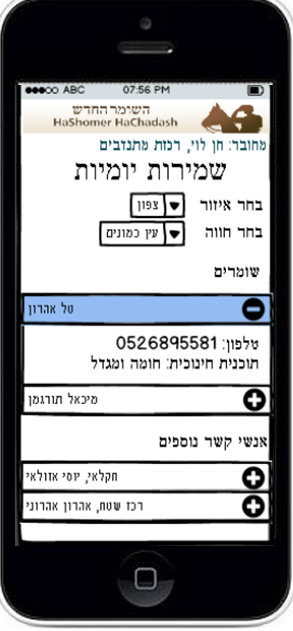 ABC 07:56 PM
השומר החדש
HaShomer HaChadash
מחובר: חן לוי, רכזת מתנדבים
שמירות יומיות
בחר איזור צפון
בחר חווה עין כמונים
שומרים
טל אהרון
טלפון: 0526895581
תוכנית חינוכית: חומה ומגדל
מיכאל תורגמן
אנשי קשר נוספים
חקלאי, יוסי אזולאי
רכז שטח, אהרון אהרוני